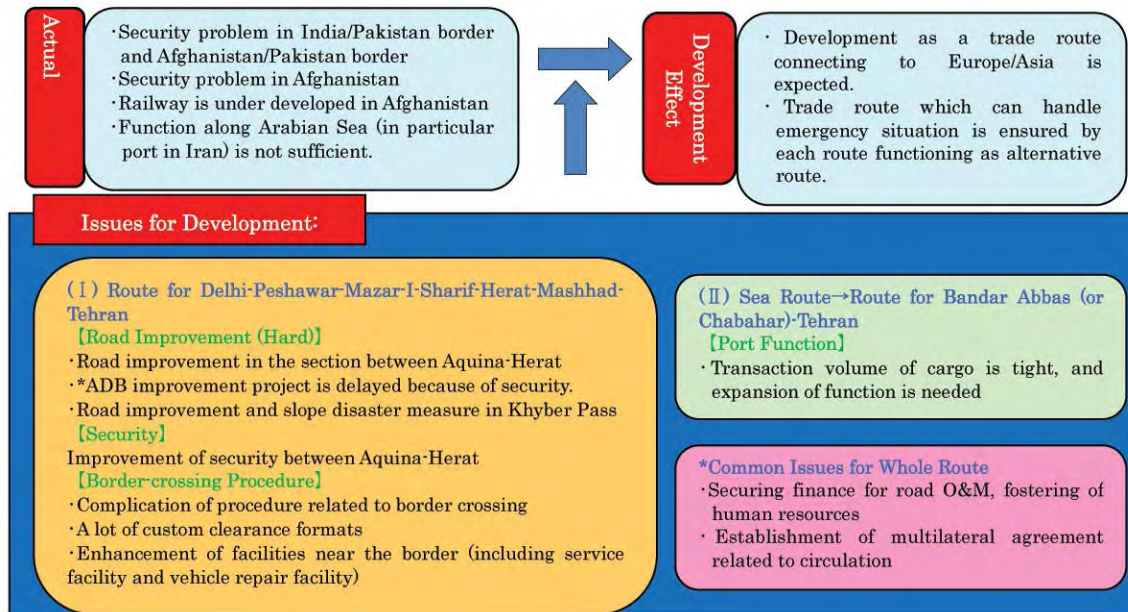 Actual
·Security problem in India/Pakistan border
and Afghanistan/Pakistan border
·Security problem in Afghanistan
·Railway is under developed in Afghanistan
·Function along Arabian Sea (in particular
port in Iran) is not sufficient.
Development
Effect
· Development as a trade route
connecting to Europe/Asia is
expected.
· Trade route which can handle
emergency situation is ensured by
each route functioning as alternative
route.
Issues for Development:
(Ⅰ) Route for Delhi-Peshawar-Mazar-I-Sharif-Herat-Mashhad-
Tehran
【Road Improvement (Hard)】
·Road improvement in the section between Aquina-Herat
·*ADB improvement project is delayed because of security.
·Road improvement and slope disaster measure in Khyber Pass
【Security】
Improvement of security between Aquina-Herat
【Border-crossing Procedure】
·Complication of procedure related to border crossing
·A lot of custom clearance formats
·Enhancement of facilities near the border (including service
facility and vehicle repair facility)
(Ⅱ) Sea Route→Route for Bandar Abbas (or
Chabahar)-Tehran
【Port Function】
·Transaction volume of cargo is tight, and
expansion of function is needed
*Common Issues for Whole Route
·Securing finance for road O&M, fostering of
human resources
· Establishment of multilateral agreement
related to circulation